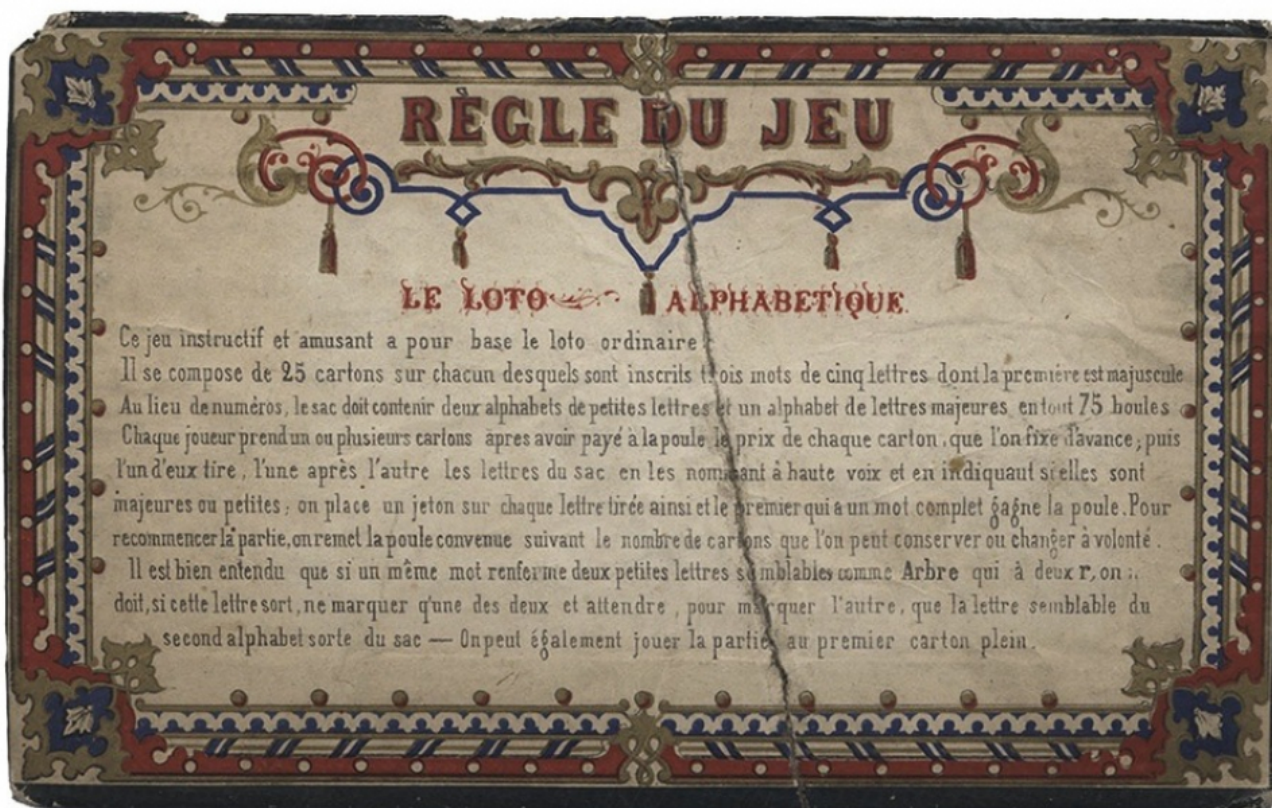 RÈGLE DU JEU
LE LOTO ALPHABETIQUE
Ce jeu instructif et amusant a pour base le loto ordinaire :
Il se compose de 25 cartons sur chacun desquels sont inscrits trois mots de cinq lettres dont la première est majuscule
Au lieu de numéros, le sac doit contenir deux alphabets de petites lettres et un alphabet de lettres majeures, en tout 75 boules
Chaque joueur prend un ou plusieurs cartons âpres avoir payé à la poule le prix de chaque carton, que l'on fixe d'avance; puis
l'un d'eux tire, l'une après l'autre les lettres du sac en les nommant à haute voix et en indiquaut si elles sont
majeures ou petites; on place un jeton sur chaque lettre tirée ainsi et le premier qui a un mot complet gagne la poule. Pour
recommencer la partie, on remet la poule convenue suivant le nombre de cartons que l'on peut conserver ou changer à volonté.
Il est bien entendu que si un même mot renferme deux petites lettres semblables comme Arbre qui à deux r, on :.
doit, si cette lettre sort, ne marquer q'une des deux et attendre, pour marquer l'autre, que la lettre semblable du
second alphabet sorte du sac — On peut également jouer la partie au premier carton plein.